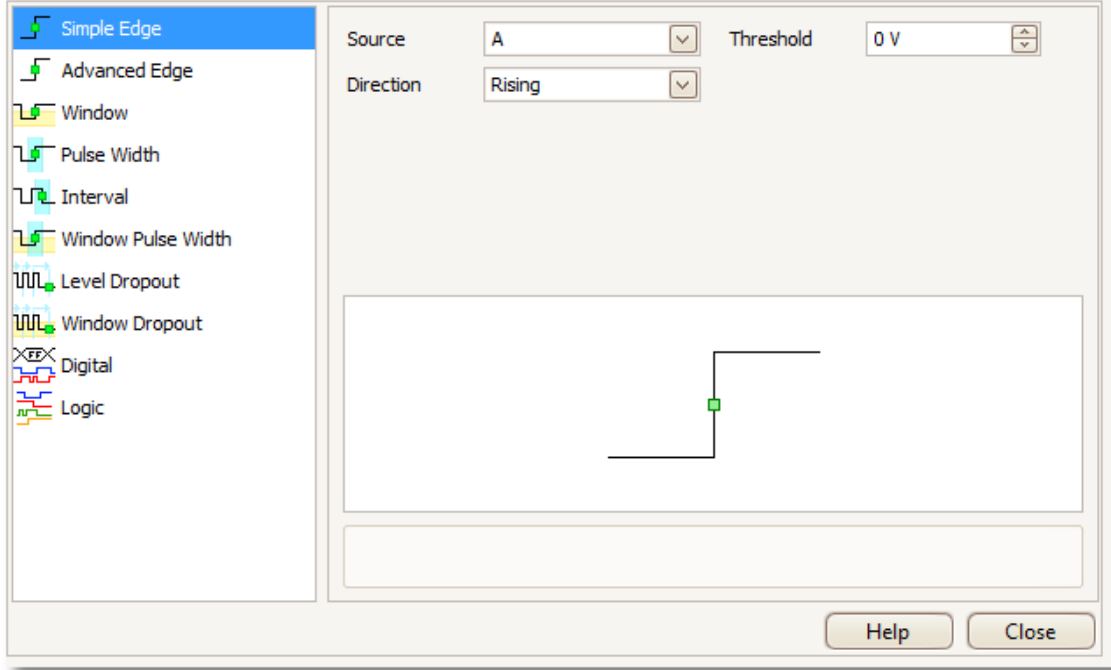 Simple Edge
Advanced Edge
Window
Pulse Width
Interval
Window Pulse Width
Level Dropout
Window Dropout
FF
Digital
Logic
Source A Threshold 0 V
Direction Rising
Help Close